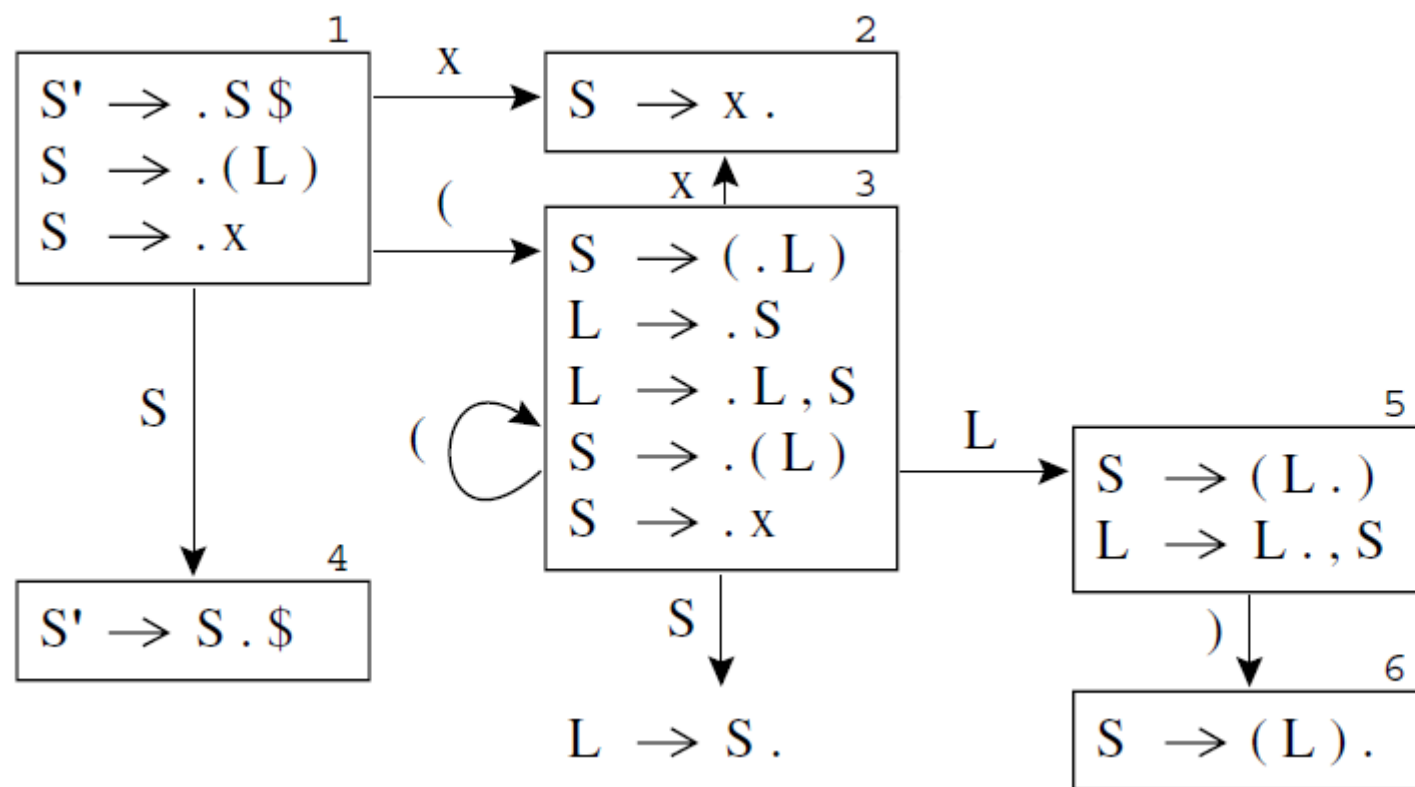 1
S' → . S $
S → . ( L )
S → . x
x
2
S → x .
(
x
3
S → ( . L )
L → . S
L → . L , S
S → . ( L )
S → . x
(
S
L
5
S → ( L . )
L → L . , S
4
S' → S . $
S
L → S .
)
6
S → ( L ) .